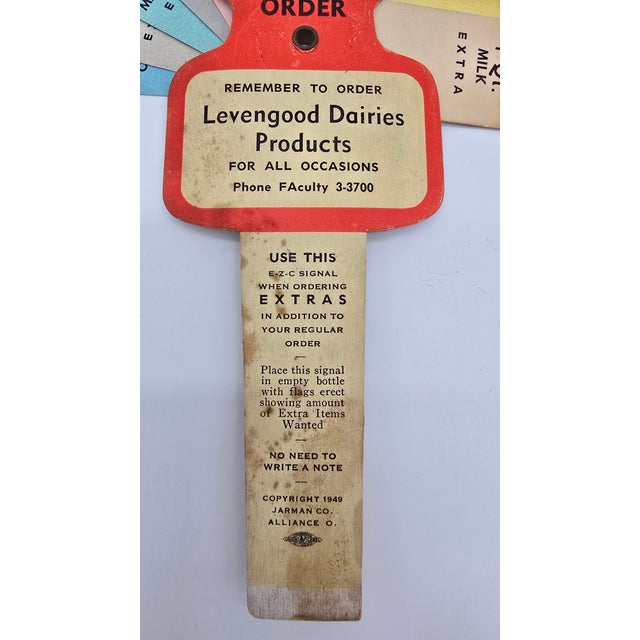 ORDER
REMEMBER TO ORDER
Levengood Dairies
Products
FOR ALL OCCASIONS
Phone FAculty 3-3700
USE THIS
E-Z-C SIGNAL
WHEN ORDERING
EXTRAS
IN ADDITION TO
YOUR REGULAR
ORDER
Place this signal
in empty bottle
with flags erect
showing amount
of Extra Items
Wanted
NO NEED TO
WRITE A NOTE
COPYRIGHT 1949
JARMAN CO.
ALLIANCE O.
QT.
MILK
EXTRA